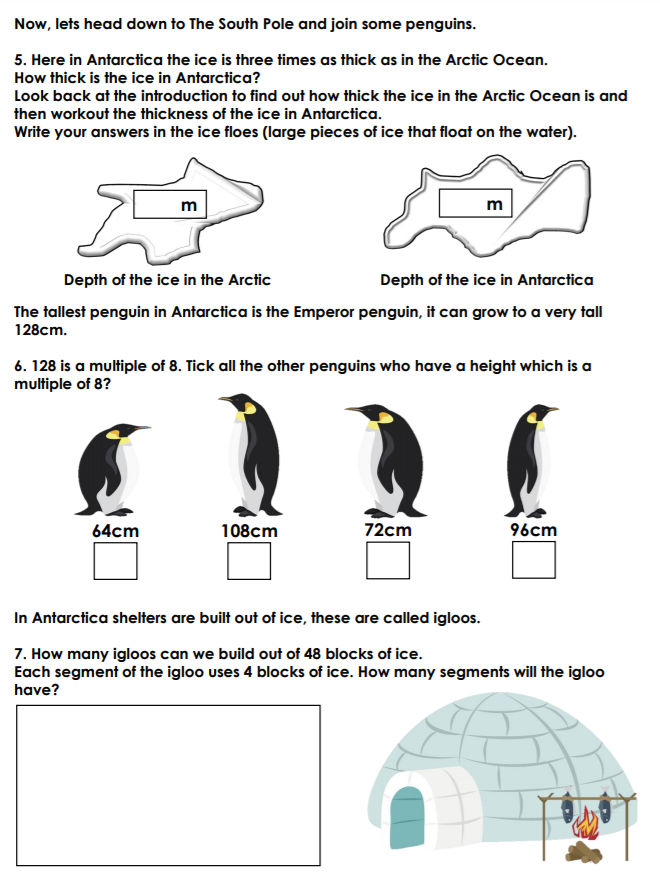 Now, lets head down to The South Pole and join some penguins.
5. Here in Antarctica the ice is three times as thick as in the Arctic Ocean.
How thick is the ice in Antarctica?
Look back at the introduction to find out how thick the ice in the Arctic Ocean is and
then workout the thickness of the ice in Antarctica.
Write your answers in the ice floes (large pieces of ice that float on the water).
m
m
Depth of the ice in the Arctic
Depth of the ice in Antarctica
The tallest penguin in Antarctica is the Emperor penguin, it can grow to a very tall
128cm.
6. 128 is a multiple of 8. Tick all the other penguins who have a height which is a
multiple of 8?
64cm
108cm
72cm
96cm
In Antarctica shelters are built out of ice, these are called igloos.
7. How many igloos can we build out of 48 blocks of ice.
Each segment of the igloo uses 4 blocks of ice. How many segments will the igloo
have?